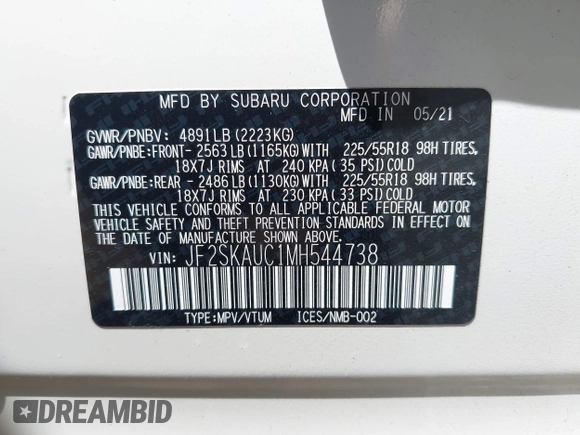 MFD BY SUBARU CORPORATION
MFD IN 05/21
GVWR/PNBV: 4891LB (2223KG)
GAWR/PNBE:FRONT- 2563LB (1165KG)WITH 225/55R18 98H TIRES,
18X7J RIMS AT 240 KPA (35 PSI)COLD
GAWR/PNBE:REAR - 2486LB (1130KG)WITH 225/55R18 98H TIRES,
18X7J RIMS AT 230 KPA (33 PSI)COLD
THIS VEHICLE CONFORMS TO ALL APPLICABLE FEDERAL MOTOR
VEHICLE SAFETY AND THEFT PREVENTION STANDARDS IN EFFECT ON
THE DATE OF MANUFACTURE SHOWN ABOVE.
VIN: JF2SKAUC1MH544738
TYPE:MPV/VTUM ICES/NMB-002
DREAMBID